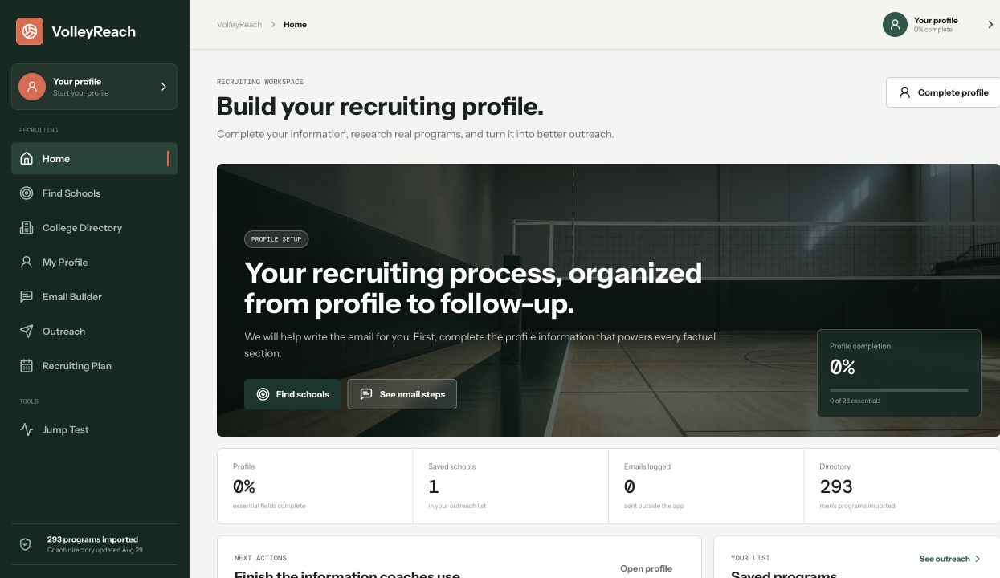 VolleyReach
Your profile
Start your profile
RECRUITING
Home
Find Schools
College Directory
My Profile
Email Builder
Outreach
Recruiting Plan
TOOLS
Jump Test
293 programs imported
Coach directory updated Aug 29
VolleyReach
Home
Your profile
0% complete
RECRUITING WORKSPACE
Build your recruiting profile.
Complete your information, research real programs, and turn it into better outreach.
Complete profile
PROFILE SETUP
Your recruiting process, organized
from profile to follow-up.
We will help write the email for you. First, complete the profile information that powers every factual
section.
Find schools
See email steps
Profile completion
0%
0 of 23 essentials
Profile
0%
essential fields complete
Saved schools
1
in your outreach list
Emails logged
0
sent outside the app
Directory
293
men's programs imported
NEXT ACTIONS
Finish the information coaches use
Open profile
YOUR LIST
Saved programs
See outreach